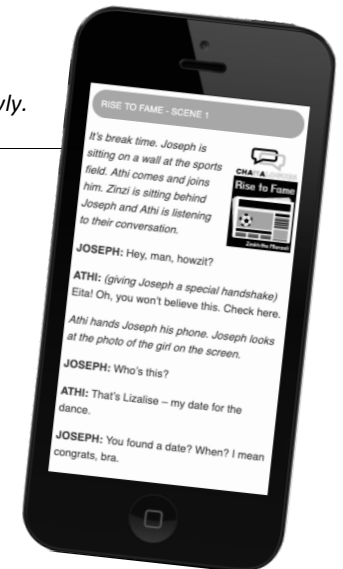 RISE TO FAME - SCENE 1
It's break time. Joseph is
sitting on a wall at the sports
field. Athi comes and joins
him. Zinzi is sitting behind
Joseph and Athi is listening
to their conversation.
Rise to Fame
JOSEPH: Hey, man, howzit?
ATHI: (giving Joseph a special handshake)
Eita! Oh, you won't believe this. Check here.
Athi hands Joseph his phone. Joseph looks
at the photo of the girl on the screen.
JOSEPH: Who's this?
ATHI: That's Lizalise – my date for the
dance.
JOSEPH: You found a date? When? I mean
congrats, bra.